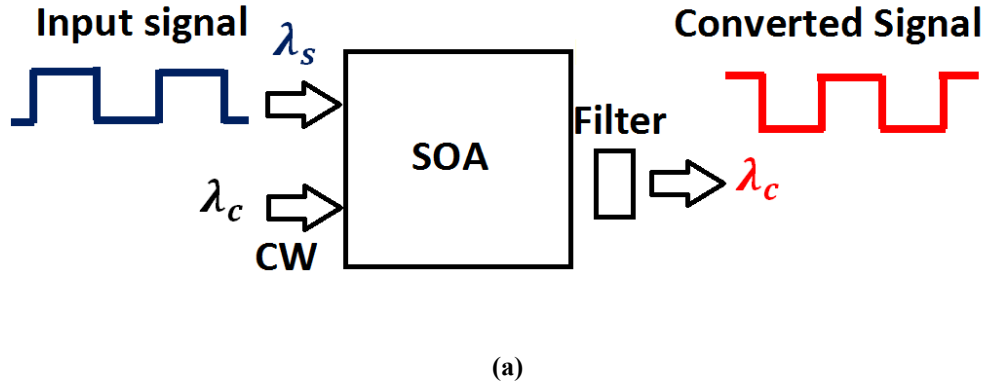 Input signal
Converted Signal
λs
Filter
SOA
λc
λc
CW
(a)